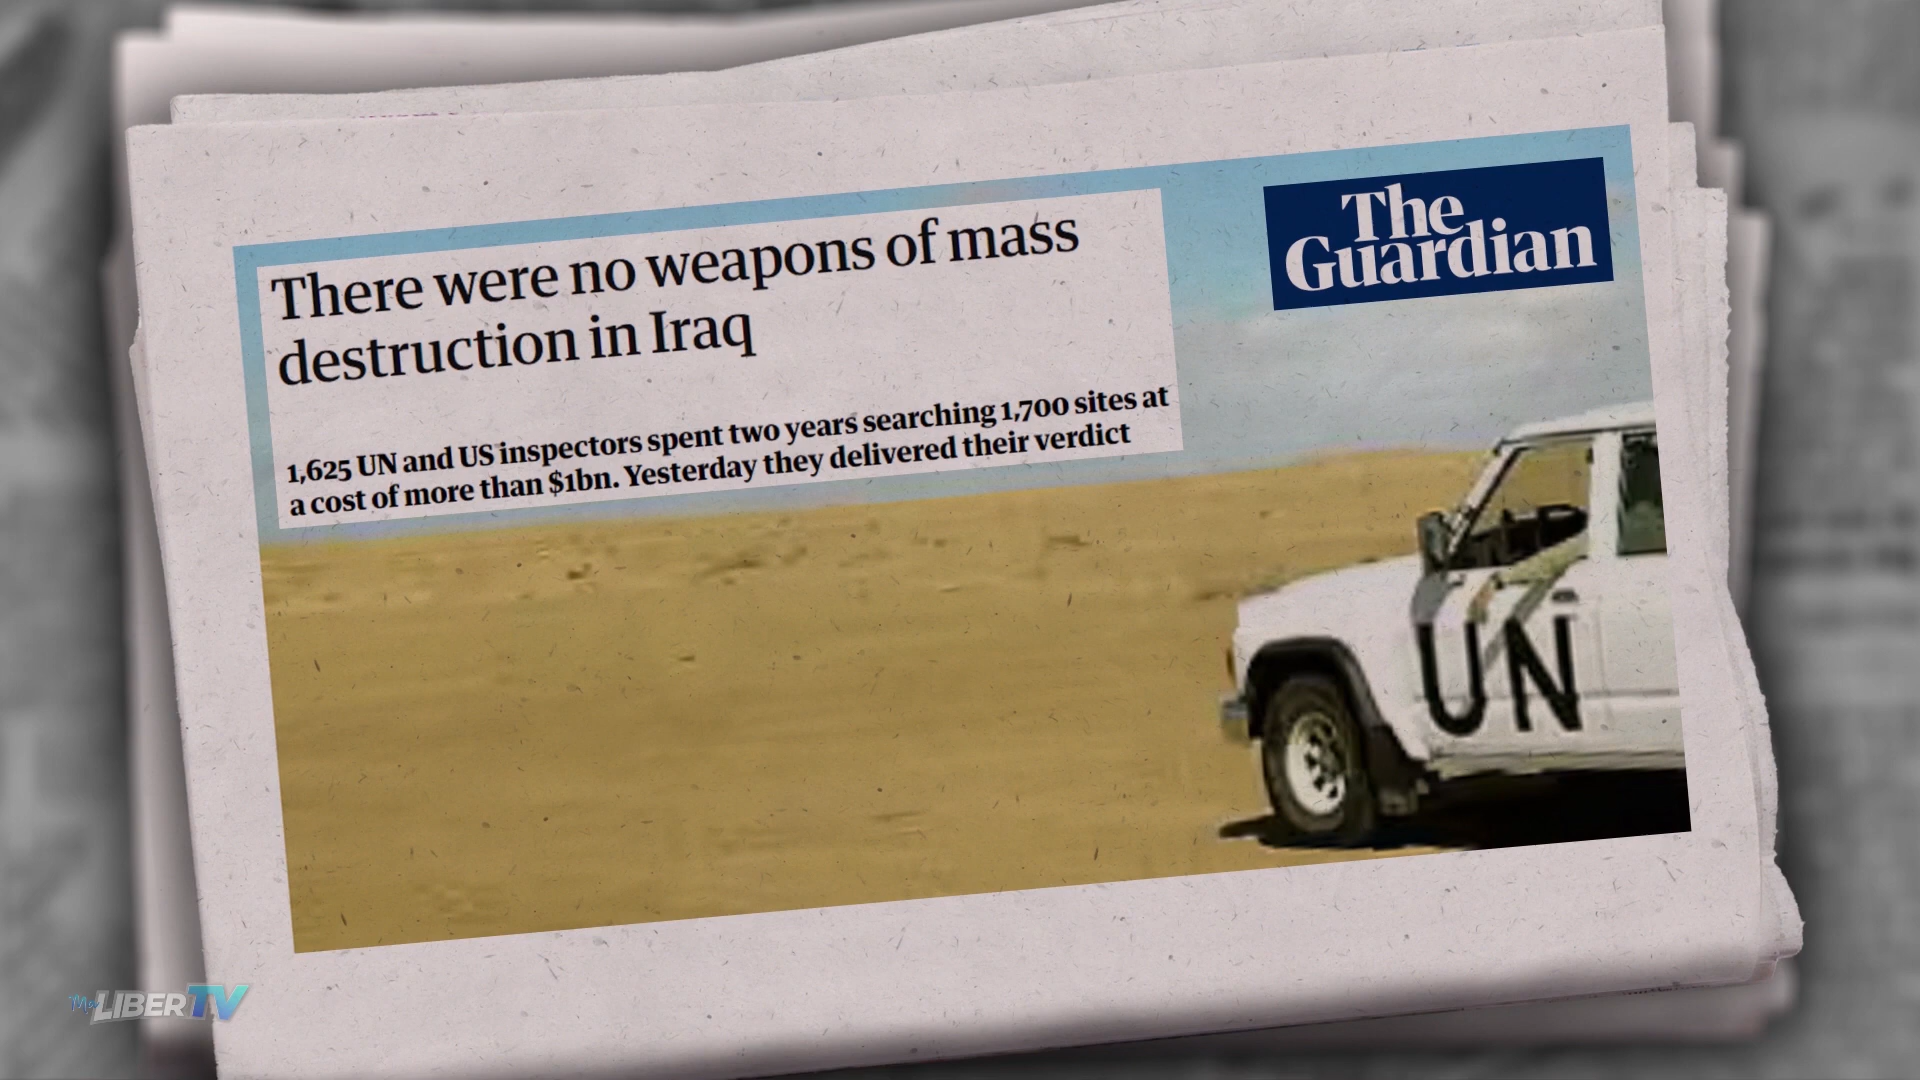 There were no weapons of mass
destruction in Iraq
The
Guardian
1,625 UN and US inspectors spent two years searching 1,700 sites at
a cost of more than $1bn. Yesterday they delivered their verdict
UN
LIBERTV